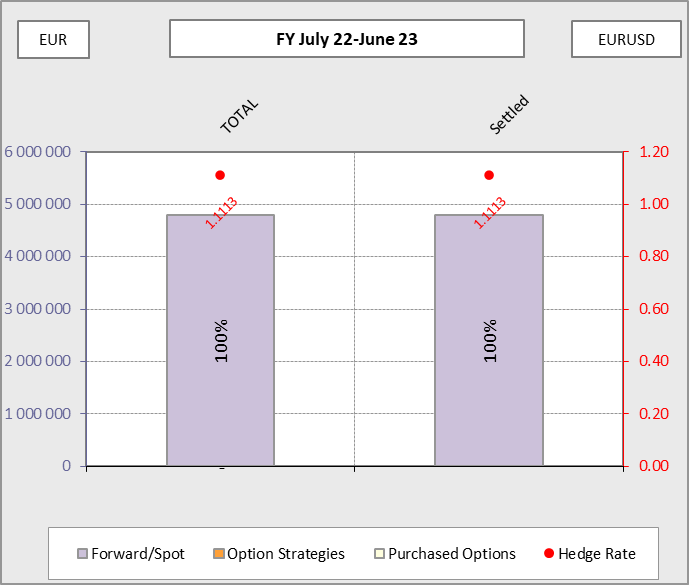 EUR
FY July 22-June 23
EURUSD
TOTAL
Settled
6 000 000
5 000 000
4 000 000
3 000 000
2 000 000
1 000 000
0
1.20
1.00
0.80
0.60
0.40
0.20
0.00
1.1113
1.1113
100%
100%
-
Forward/Spot
Option Strategies
Purchased Options
Hedge Rate